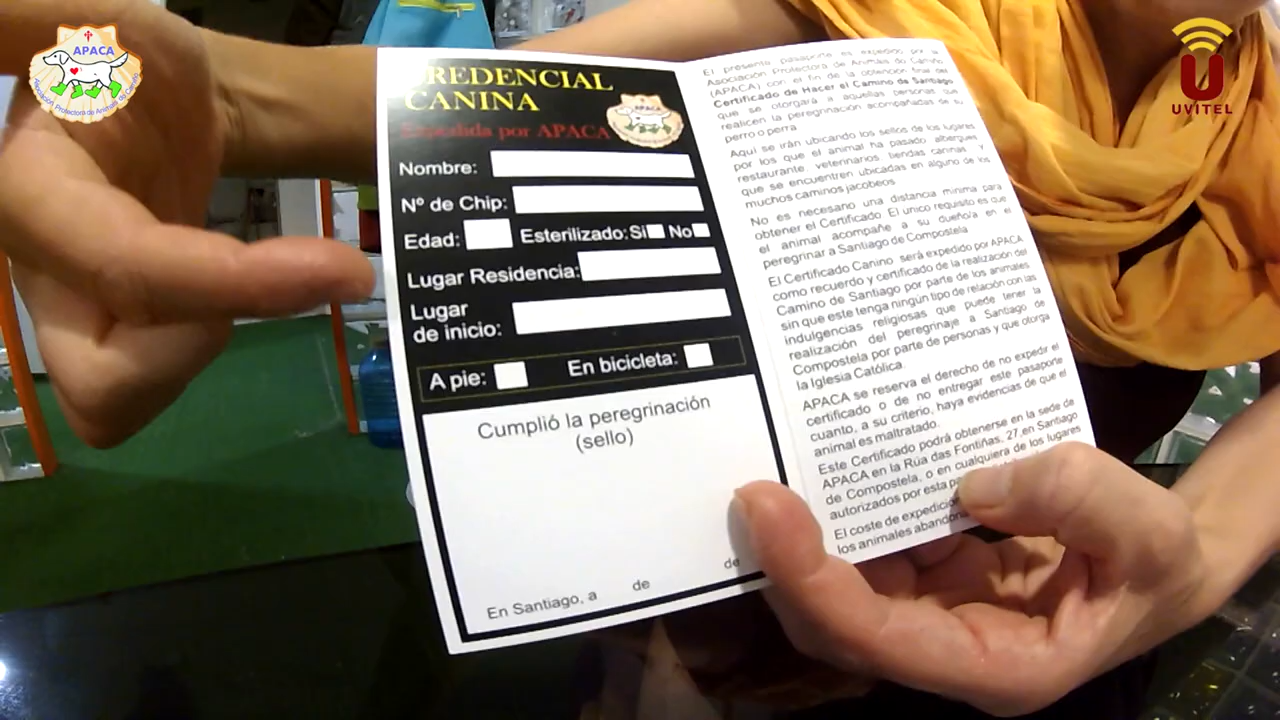 APACA
Asociación Protectora de Animais do Camiño
UVITEL
REDENCIAL
CANINA
Expedida por APACA
APACA
Nombre:
Nº de Chip:
Edad: Esterilizado: Si No
Lugar Residencia:
Lugar
de inicio:
A pie: En bicicleta:
Cumplió la peregrinación
(sello)
En Santiago, a de de
El presente pasaporte es expedido por la
Asociación Protectora de Animais do Camiño
(APACA) con el fin de la obtención final del
Certificado de Hacer el Camino de Santiago
que se otorgará a aquellas personas que
realicen la peregrinación acompañadas de su
perro o perra
Aquí se irán ubicando los sellos de los lugares
por los que el animal ha pasado albergues
restaurante, veterinarios tiendas caninas y
que se encuentren ubicadas en alguno de los
muchos caminos jacobeos
No es necesario una distancia mínima para
obtener el Certificado El único requisito es que
el animal acompañe a su dueño/a en el
peregrinar a Santiago de Compostela
El Certificado Canino será expedido por APACA
como recuerdo y certificado de la realización del
Camino de Santiago por parte de los animales
sin que este tenga ningún tipo de relación con las
indulgencias religiosas que puede tener la
realización del peregrinaje a Santiago de
Compostela por parte de personas y que otorga
la Iglesia Católica.
APACA se reserva el derecho de no expedir el
certificado o de no entregar este pasaporte
cuanto, a su criterio, haya evidencias de que el
animal es maltratado.
Este Certificado podrá obtenerse en la sede de
APACA en la Rúa das Fontiñas, 27 en Santiago
de Compostela, o en cualquiera de los lugares
autorizados por esta
El coste de expedición
los animales